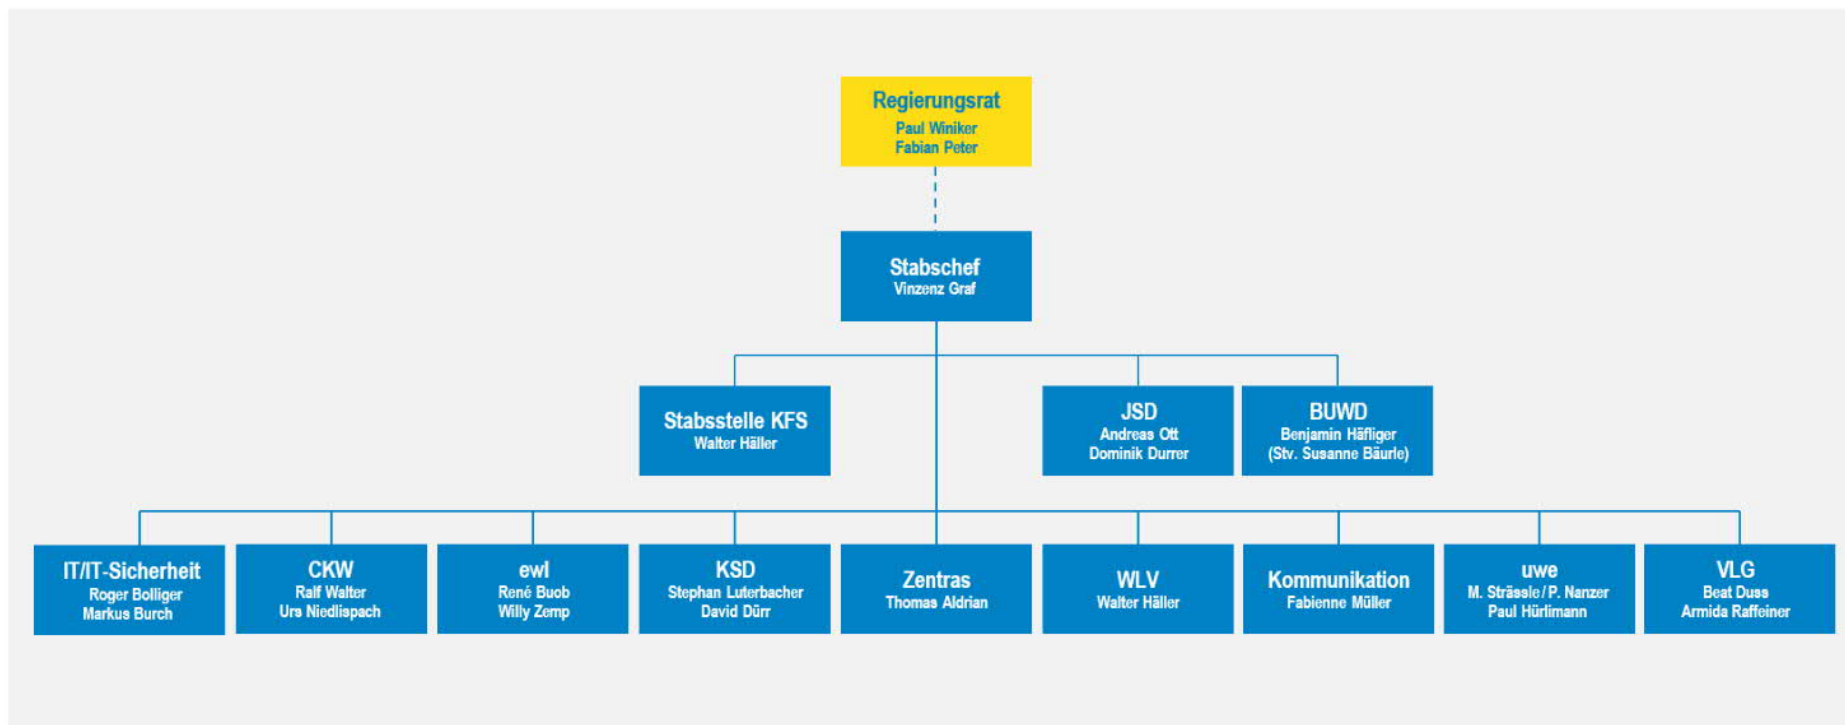 Regierungsrat
Paul Winiker
Fabian Peter
Stabschef
Vinzenz Graf
Stabsstelle KFS
Walter Häller
JSD
Andreas Ott
Dominik Durrer
BUWD
Benjamin Häfliger
(Stv. Susanne Bäurle)
IT/IT-Sicherheit
Roger Bolliger
Markus Burch
CKW
Ralf Walter
Urs Niedlispach
ewl
René Buob
Willy Zemp
KSD
Stephan Luterbacher
David Dürr
Zentras
Thomas Aldrian
WLV
Walter Häller
Kommunikation
Fabienne Müller
uwe
M. Strässle / P. Nanzer
Paul Hürlimann
VLG
Beat Duss
Armida Raffeiner